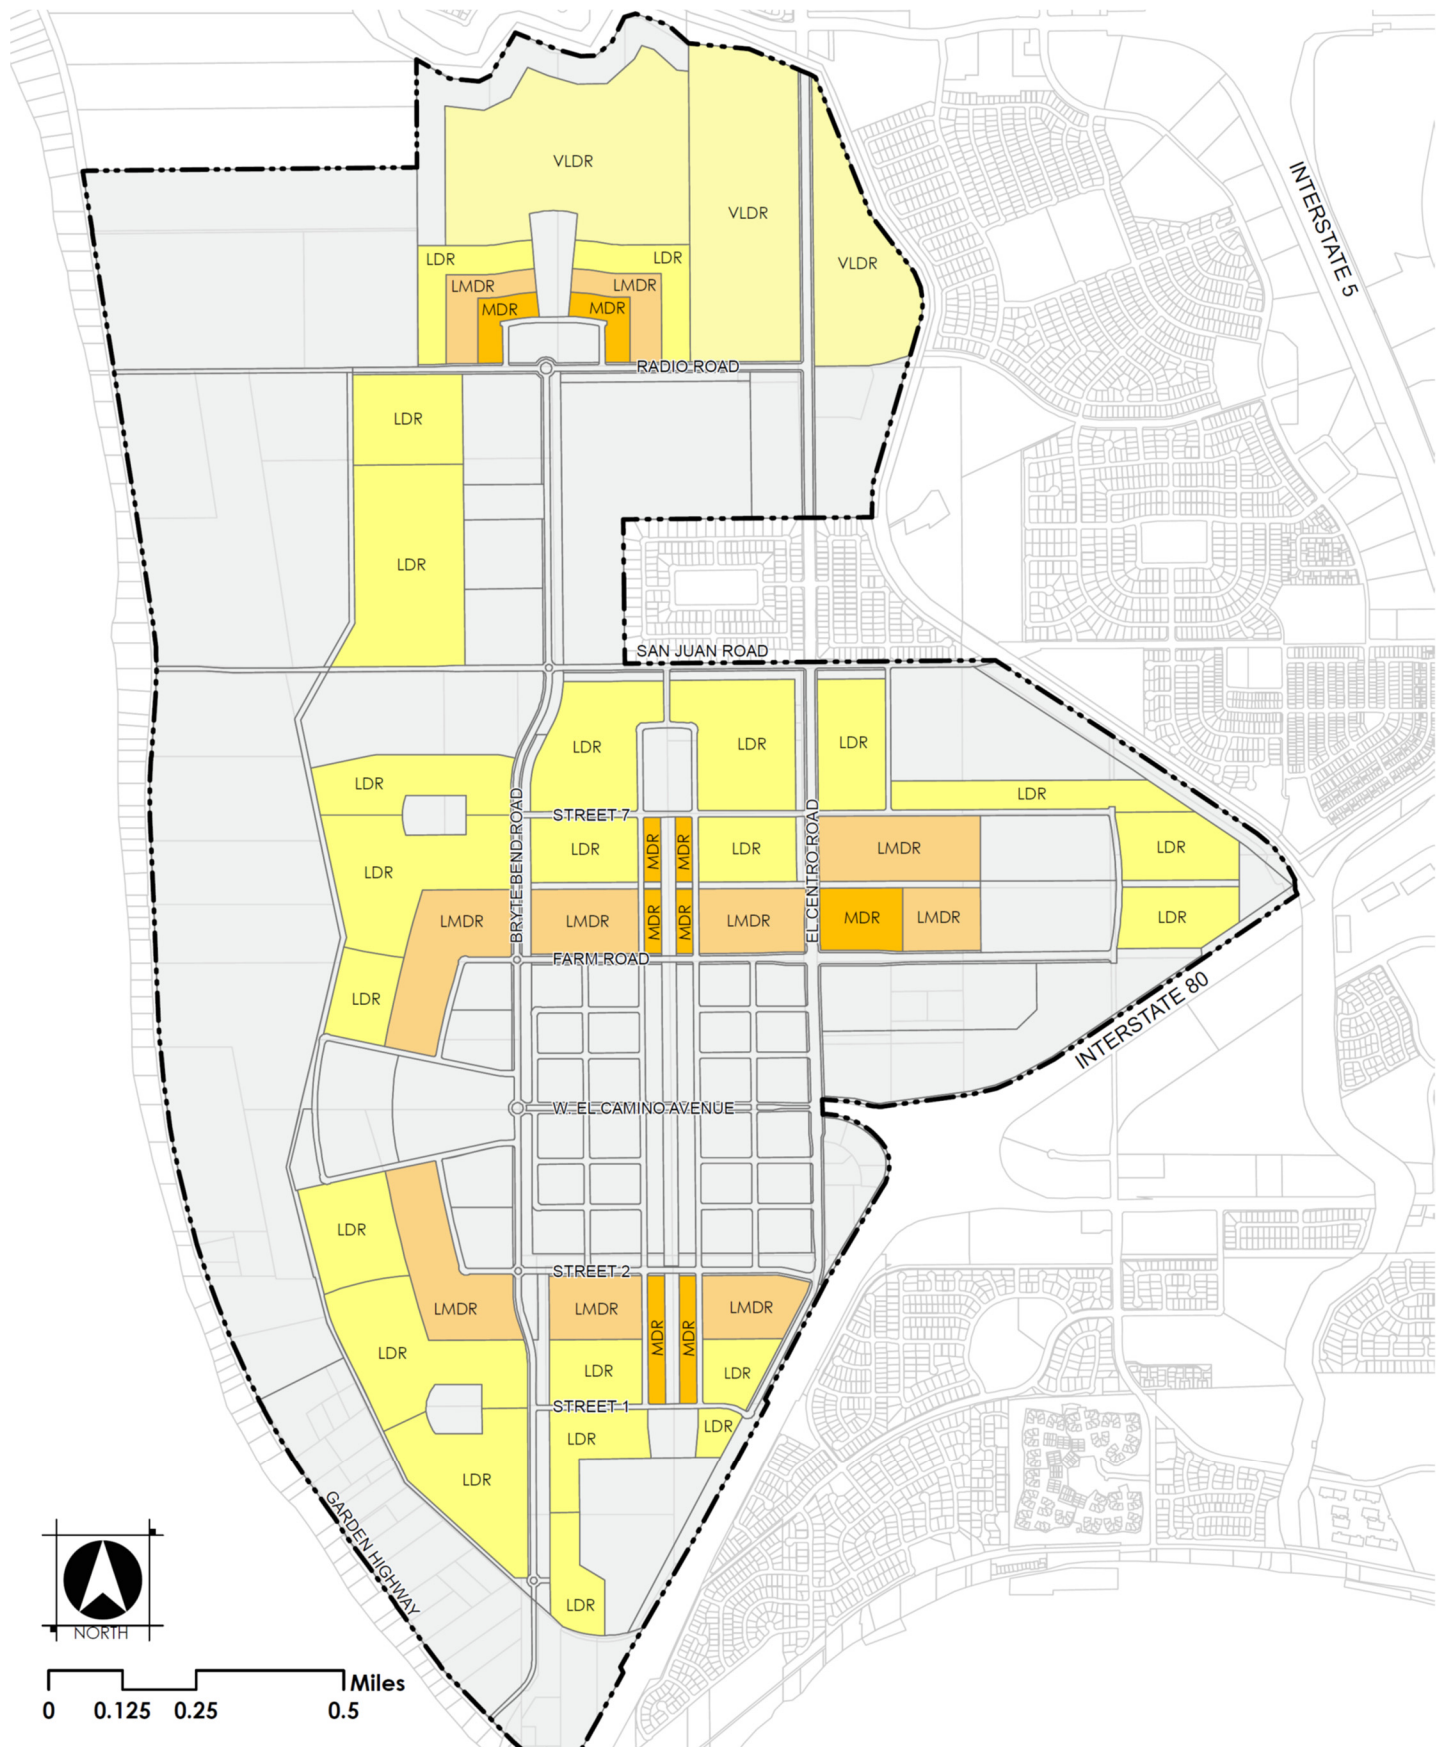 VLDR
VLDR
VLDR
INTERSTATE 5
LDR
LDR
LMDR
LMDR
MDR
MDR
RADIO ROAD
LDR
LDR
SAN JUAN ROAD
LDR
LDR
LDR
LDR
LDR
BRYTE BEND ROAD
STREET 7
EL CENTRO ROAD
LDR
MDR
MDR
LDR
LMDR
LDR
LDR
LMDR
LMDR
MDR
MDR
LMDR
MDR
LMDR
LDR
FARM ROAD
LDR
INTERSTATE 80
W. EL CAMINO AVENUE
LDR
STREET 2
LMDR
LMDR
LMDR
MDR
MDR
LDR
LDR
LDR
STREET 1
LDR
LDR
LDR
GARDEN HIGHWAY
LDR
NORTH
Miles
0 0.125 0.25 0.5